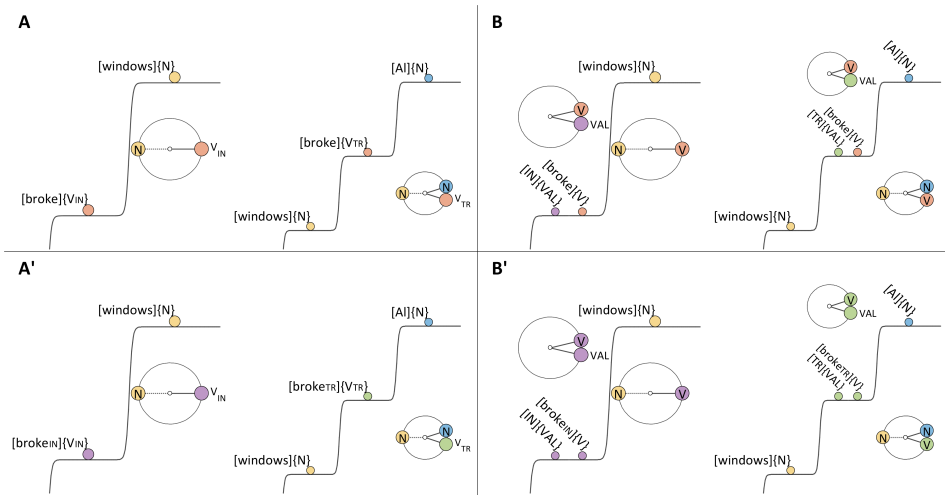 A
[windows]{N}
N
VIN
[broke]{VIN}
[Al]{N}
[broke]{VTR}
[windows]{N}
N
N
VTR
B
[windows]{N}
V
VAL
N
V
[IN]{VAL}
[broke]{V}
V
VAL
[Al]{N}
[TR]{VAL}
[broke]{V}
[windows]{N}
N
N
V
A'
[windows]{N}
N
VIN
[brokeIN]{VIN}
[Al]{N}
[brokeTR]{VTR}
[windows]{N}
N
N
VTR
B'
[windows]{N}
V
VAL
N
V
[IN]{VAL}
[brokeIN]{V}
V
VAL
[Al]{N}
[TR]{VAL}
[brokeTR]{V}
[windows]{N}
N
N
V